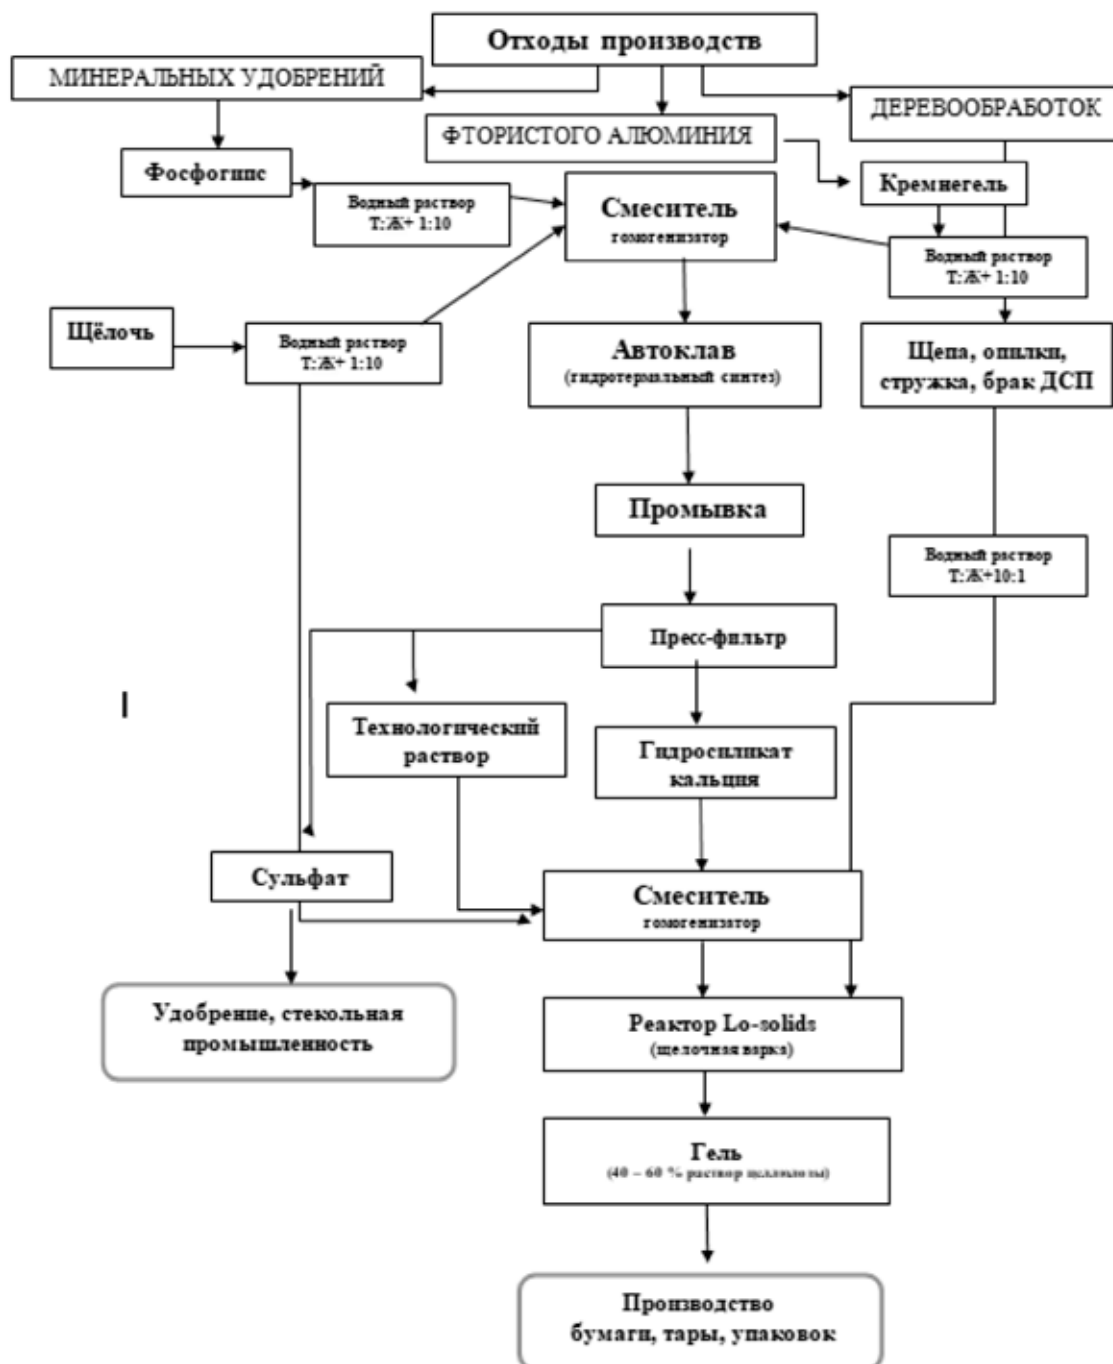 Отходы производств
МИНЕРАЛЬНЫХ УДОБРЕНИЙ
ДЕРЕВООБРАБОТОК
ФТОРИСТОГО АЛЮМИНИЯ
Фосфогипс
Кремнегель
Водный раствор
Т:Ж+ 1:10
Смеситель
гомогенизатор
Водный раствор
Т:Ж+ 1:10
Щёлочь
Водный раствор
Т:Ж+ 1:10
Автоклав
(гидротермальный синтез)
Щепа, опилки,
стружка, брак ДСП
Промывка
Водный раствор
Т:Ж+10:1
Пресс-фильтр
Технологический
раствор
Гидросиликат
кальция
Сульфат
Смеситель
гомогенизатор
Удобрение, стекольная
промышленность
Реактор Lo-solids
(щелочная варка)
Гель
(40 – 60 % раствор целлюлозы)
Производство
бумаги, тары, упаковок